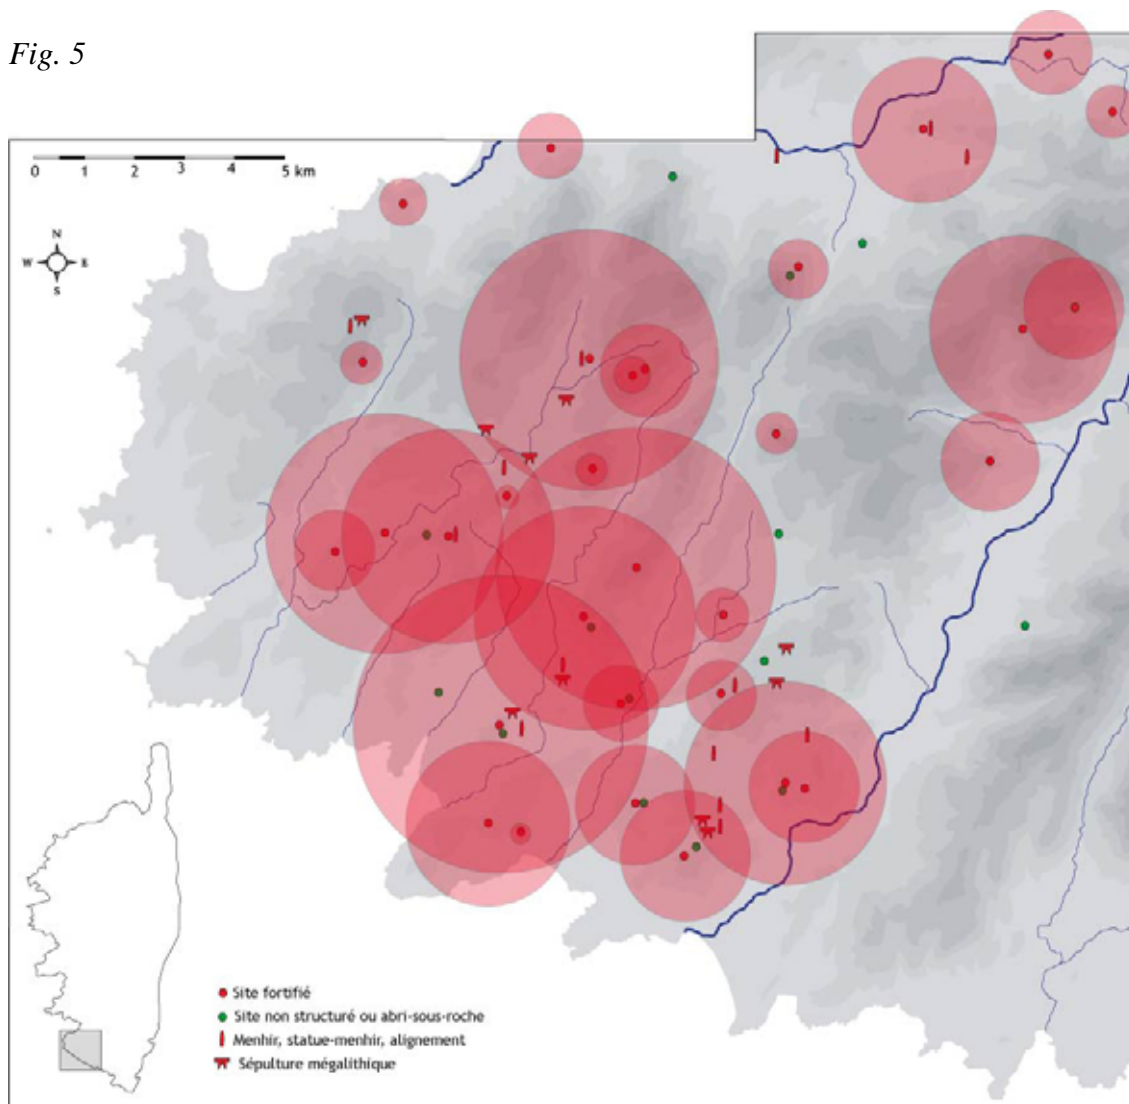 Fig. 5
0 1 2 3 4 5 km
N
W E
S
Site fortifié
Site non structuré ou abri-sous-roche
Menhir, statue-menhir, alignement
Sépulture mégalithique